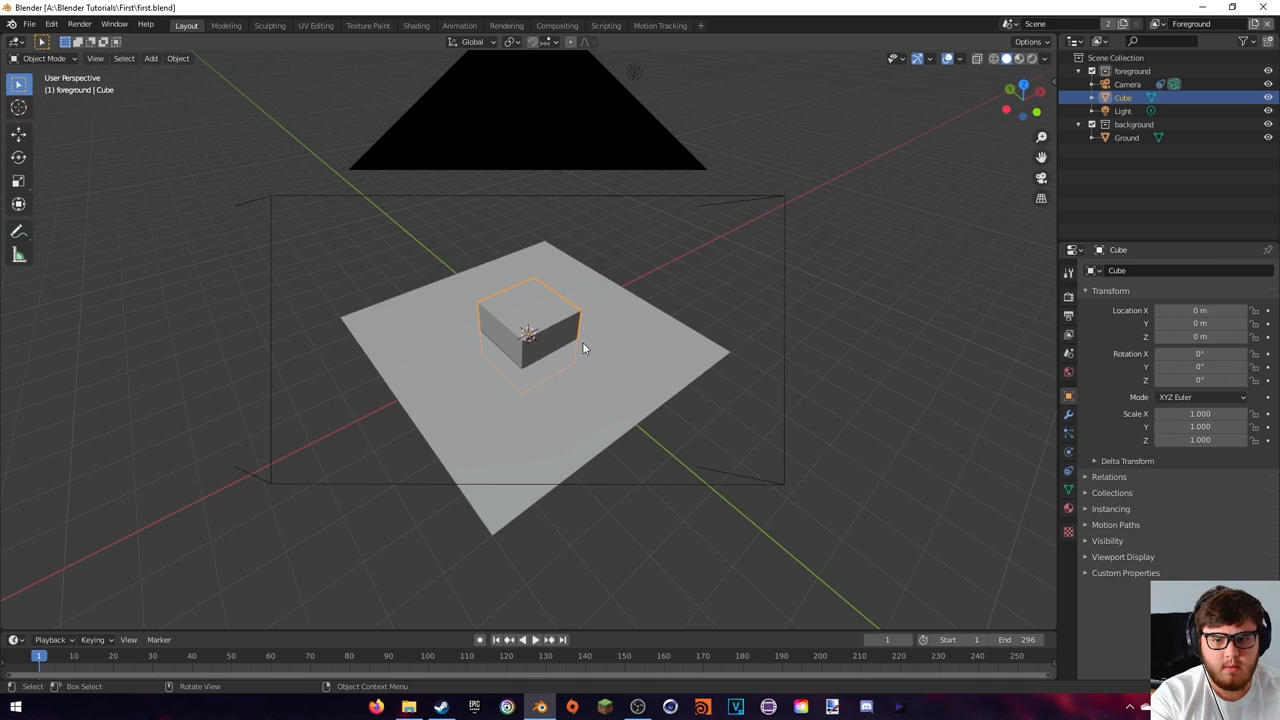 Blender [A:\Blender Tutorials\First\first.blend]
File Edit Render Window Help Layout Modeling Sculpting UV Editing Texture Paint Shading Animation Rendering Compositing Scripting Motion Tracking + Scene 2 Foreground
Global Options
Object Mode View Select Add Object
User Perspective
(1) foreground | Cube
Scene Collection
foreground
Camera
Cube
Light
background
Ground
Cube
Cube
Transform
Location X 0 m
Y 0 m
Z 0 m
Rotation X 0°
Y 0°
Z 0°
Mode XYZ Euler
Scale X 1.000
Y 1.000
Z 1.000
Delta Transform
Relations
Collections
Instancing
Motion Paths
Visibility
Viewport Display
Custom Properties
Playback Keying View Marker 1 Start 1 End 296
1 10 20 30 40 50 60 70 80 90 100 110 120 130 140 150 160 170 180 190 200 210 220 230 240 250
Select Box Select Rotate View Object Context Menu